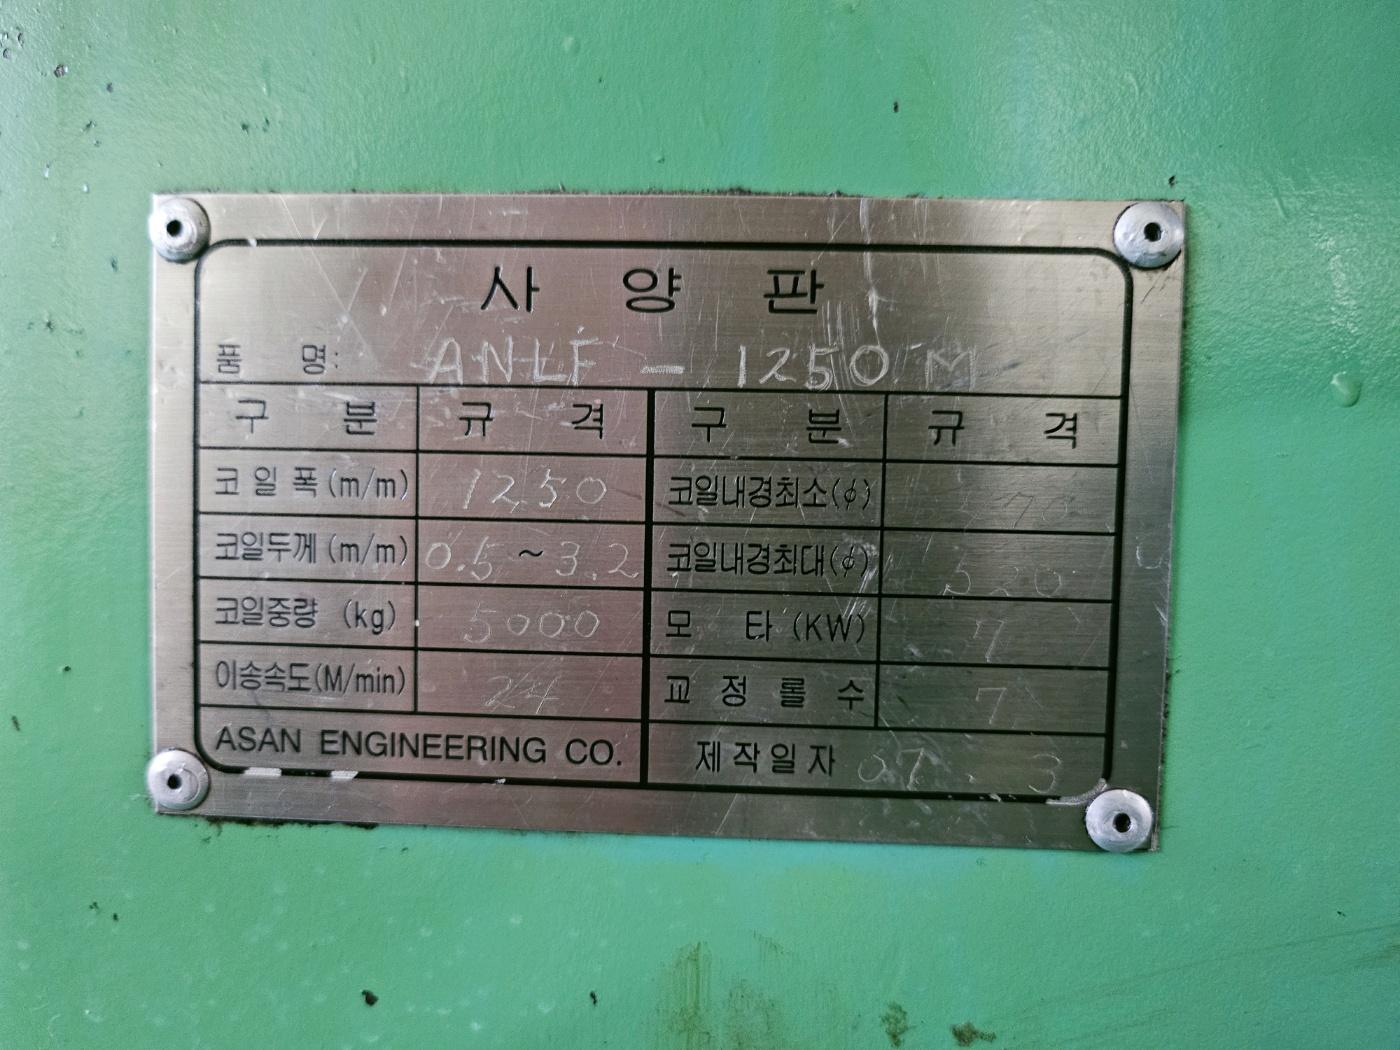 사 양 판
품 명: ANLF - 1250 M
구 분 규 격 구 분 규 격
코 일 폭 (m/m) 1250 코일내경최소(ϕ)
코일두께 (m/m) 0.5 ~ 3.2 코일내경최대(ϕ) 520
코일중량 (kg) 5000 모 타 (KW) 7
이송속도(M/min) 24 교 정 롤 수 7
ASAN ENGINEERING CO. 제작일자 07 . 3